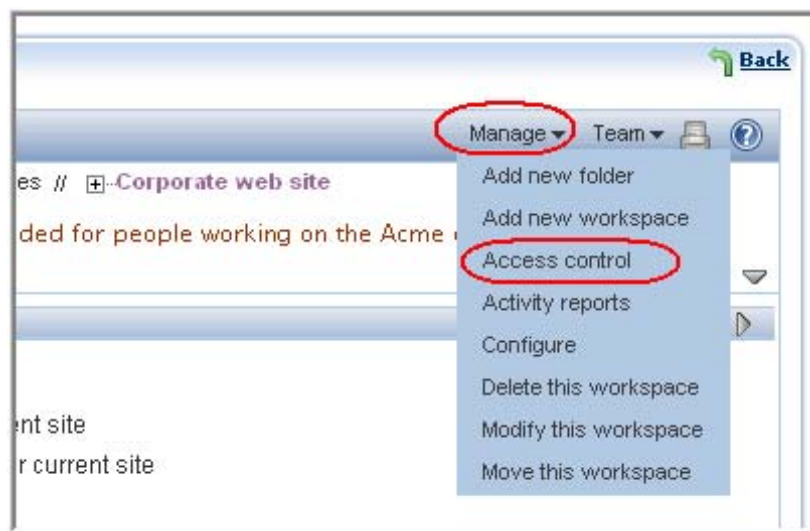 Back
Manage Team
es // Corporate web site
ded for people working on the Acme
Add new folder
Add new workspace
Access control
Activity reports
Configure
Delete this workspace
Modify this workspace
Move this workspace
ent site
r current site